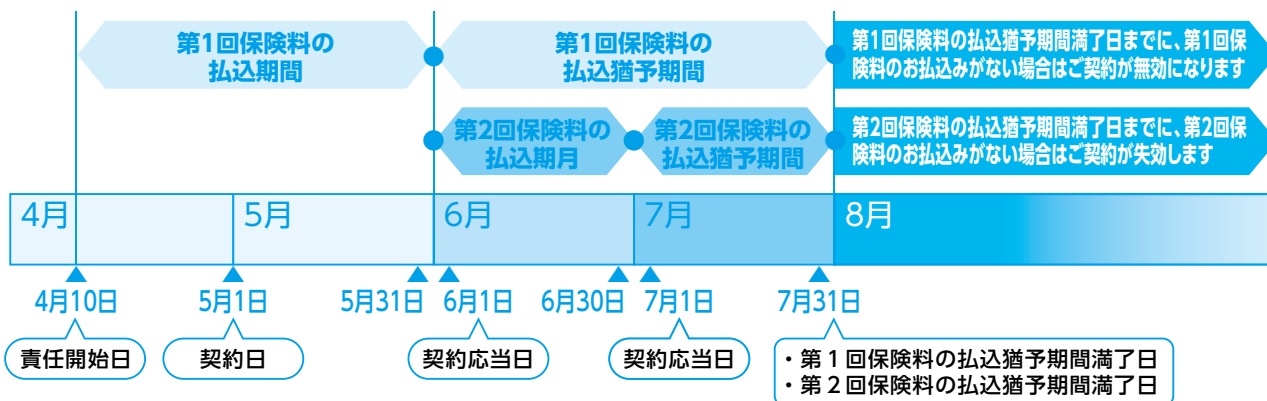 第1回保険料の
払込期間
第1回保険料の
払込猶予期間
第1回保険料の払込猶予期間満了日までに、第1回保
険料のお払込みがない場合はご契約が無効になります
第2回保険料の
払込期月
第2回保険料の
払込猶予期間
第2回保険料の払込猶予期間満了日までに、第2回保
険料のお払込みがない場合はご契約が失効します
4月
5月
6月
7月
8月
4月10日
5月1日
5月31日
6月1日
6月30日
7月1日
7月31日
責任開始日
契約日
契約応当日
契約応当日
・第1回保険料の払込猶予期間満了日
・第2回保険料の払込猶予期間満了日